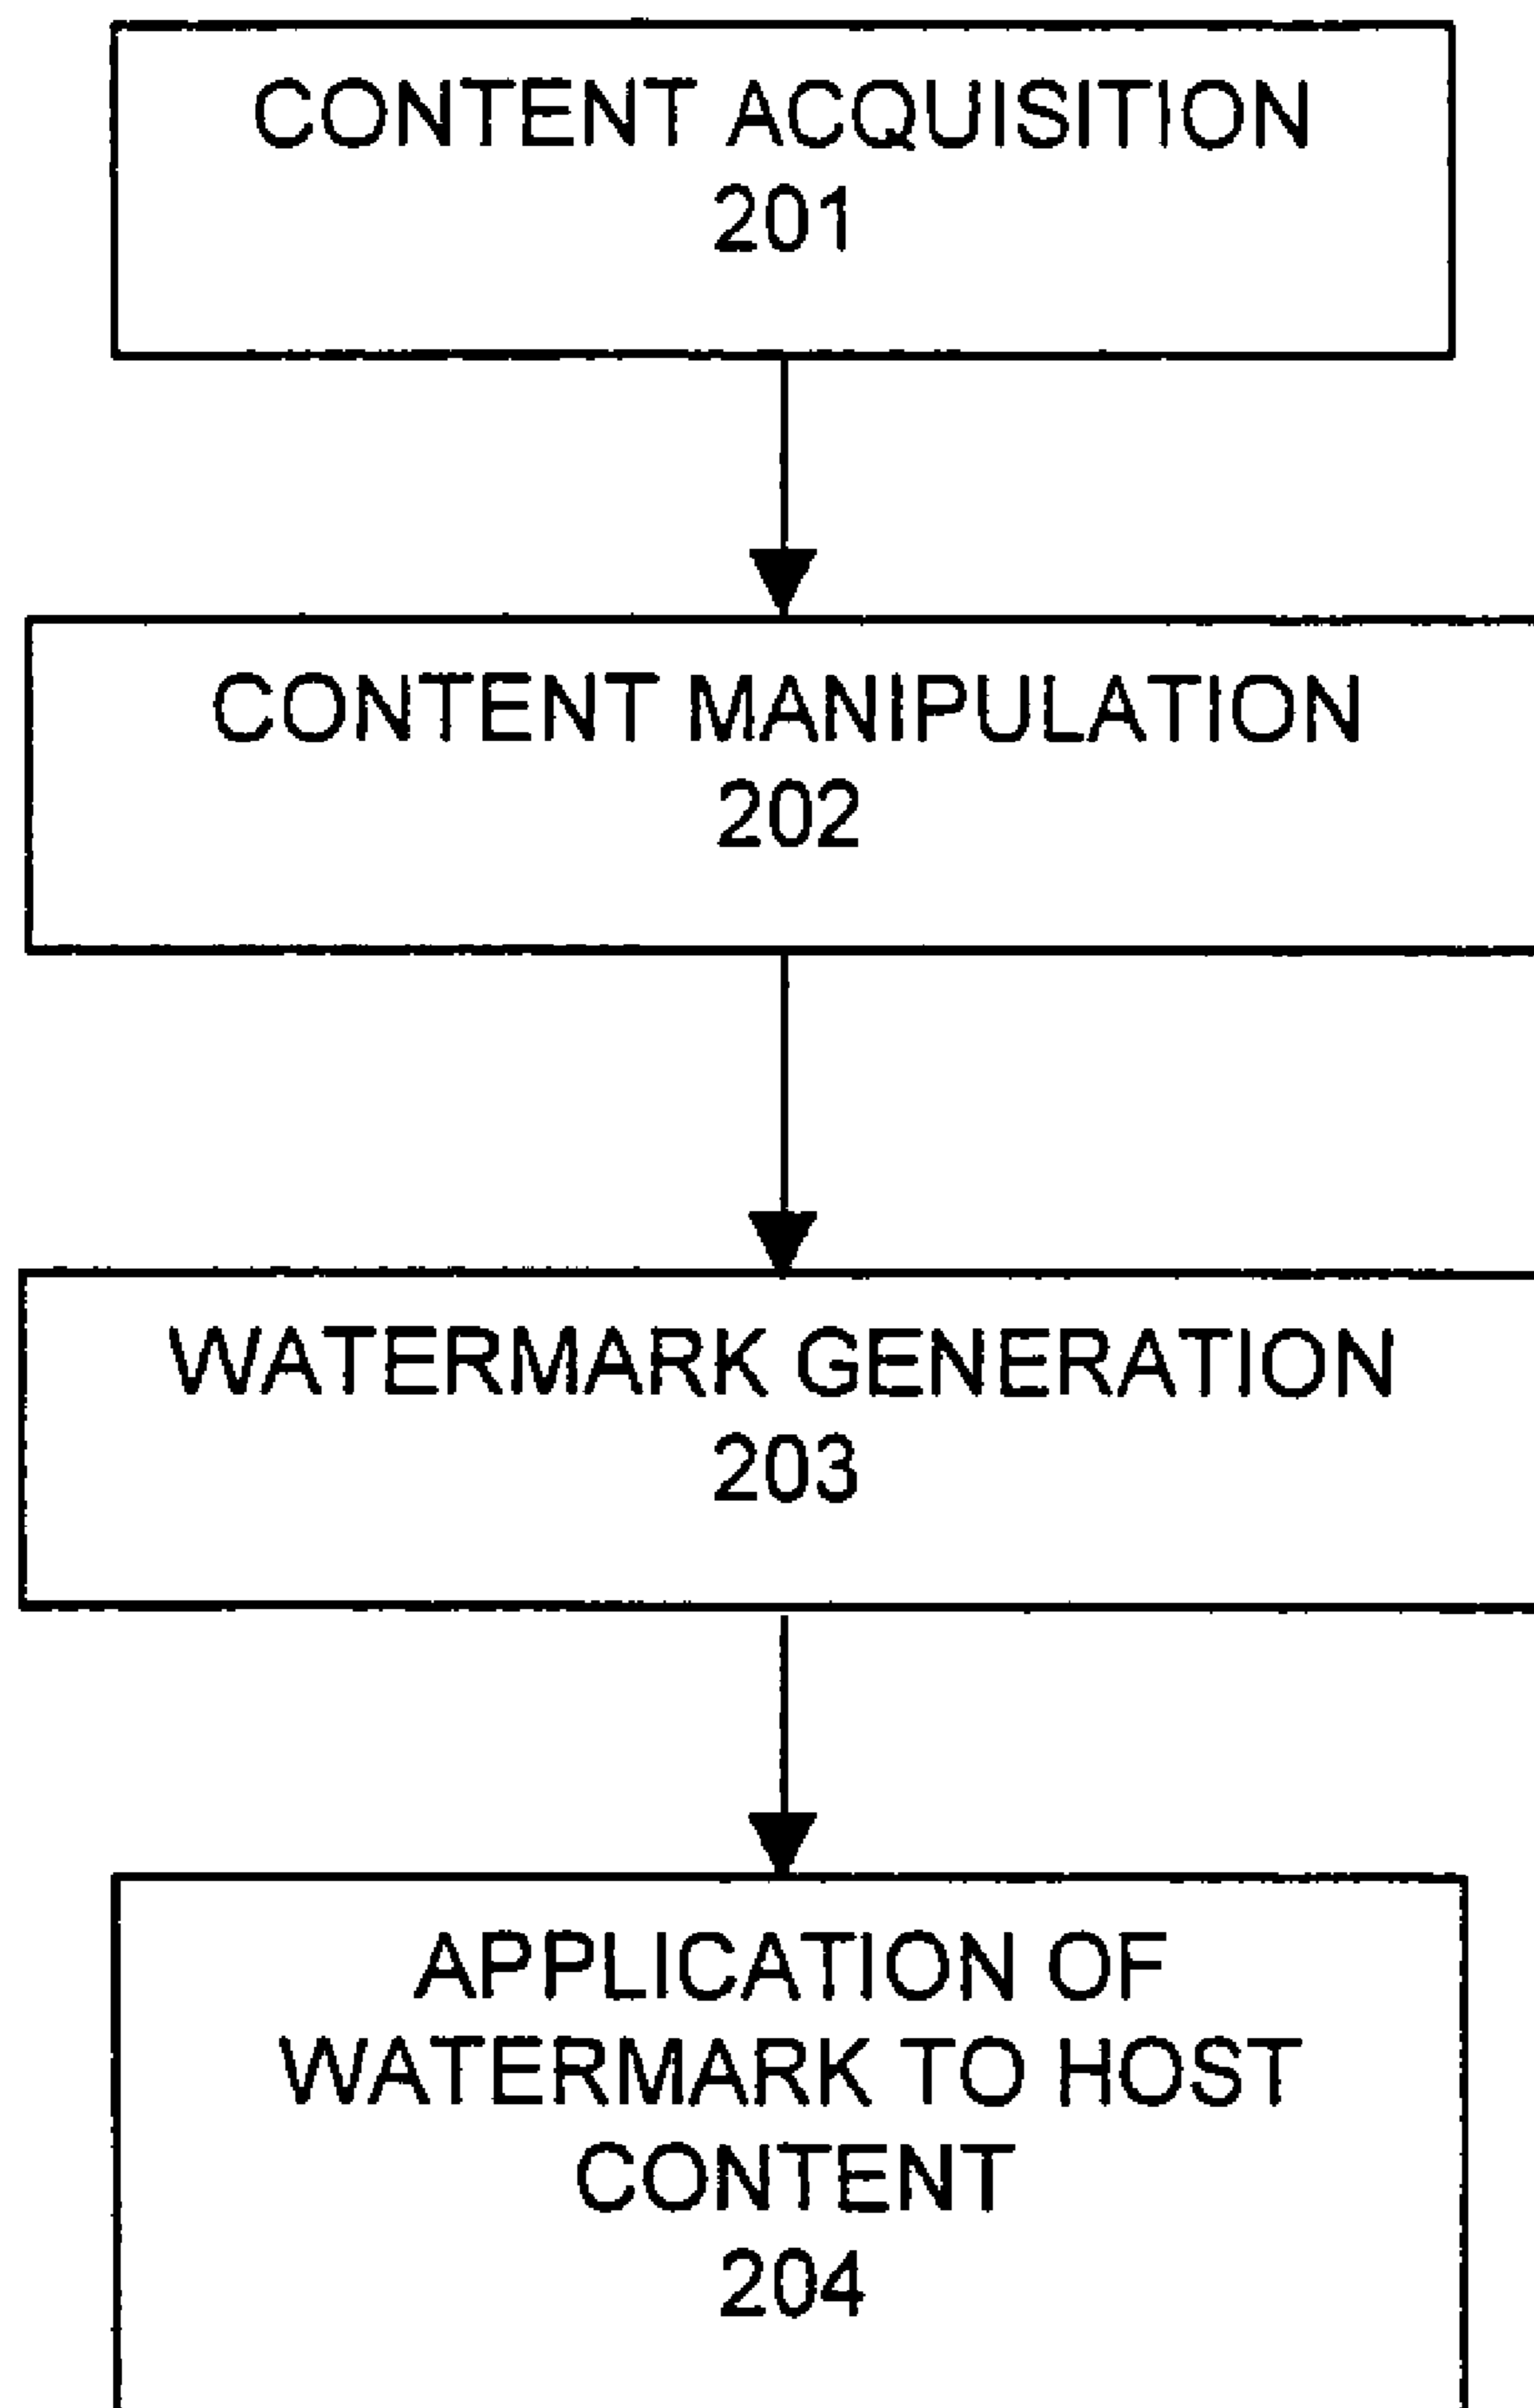 CONTENT ACQUISITION
201
CONTENT MANIPULATION
202
WATERMARK GENERATION
203
APPLICATION OF
WATERMARK TO HOST
CONTENT
204